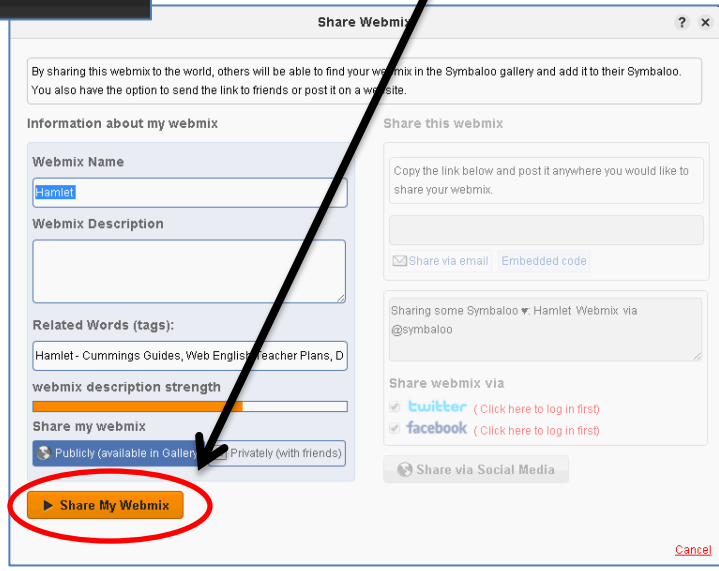 Share Webmix
? x
By sharing this webmix to the world, others will be able to find your webmix in the Symbaloo gallery and add it to their Symbaloo.
You also have the option to send the link to friends or post it on a website.
Information about my webmix
Webmix Name
Hamlet
Webmix Description
Related Words (tags):
Hamlet - Cummings Guides, Web English Teacher Plans, D
webmix description strength
Share my webmix
Publicly (available in Gallery
Privately (with friends)
Share My Webmix
Share this webmix
Copy the link below and post it anywhere you would like to
share your webmix.
Share via email Embedded code
Sharing some Symbaloo ♥: Hamlet Webmix via
@symbaloo
Share webmix via
twitter (Click here to log in first)
facebook (Click here to log in first)
Share via Social Media
Cancel